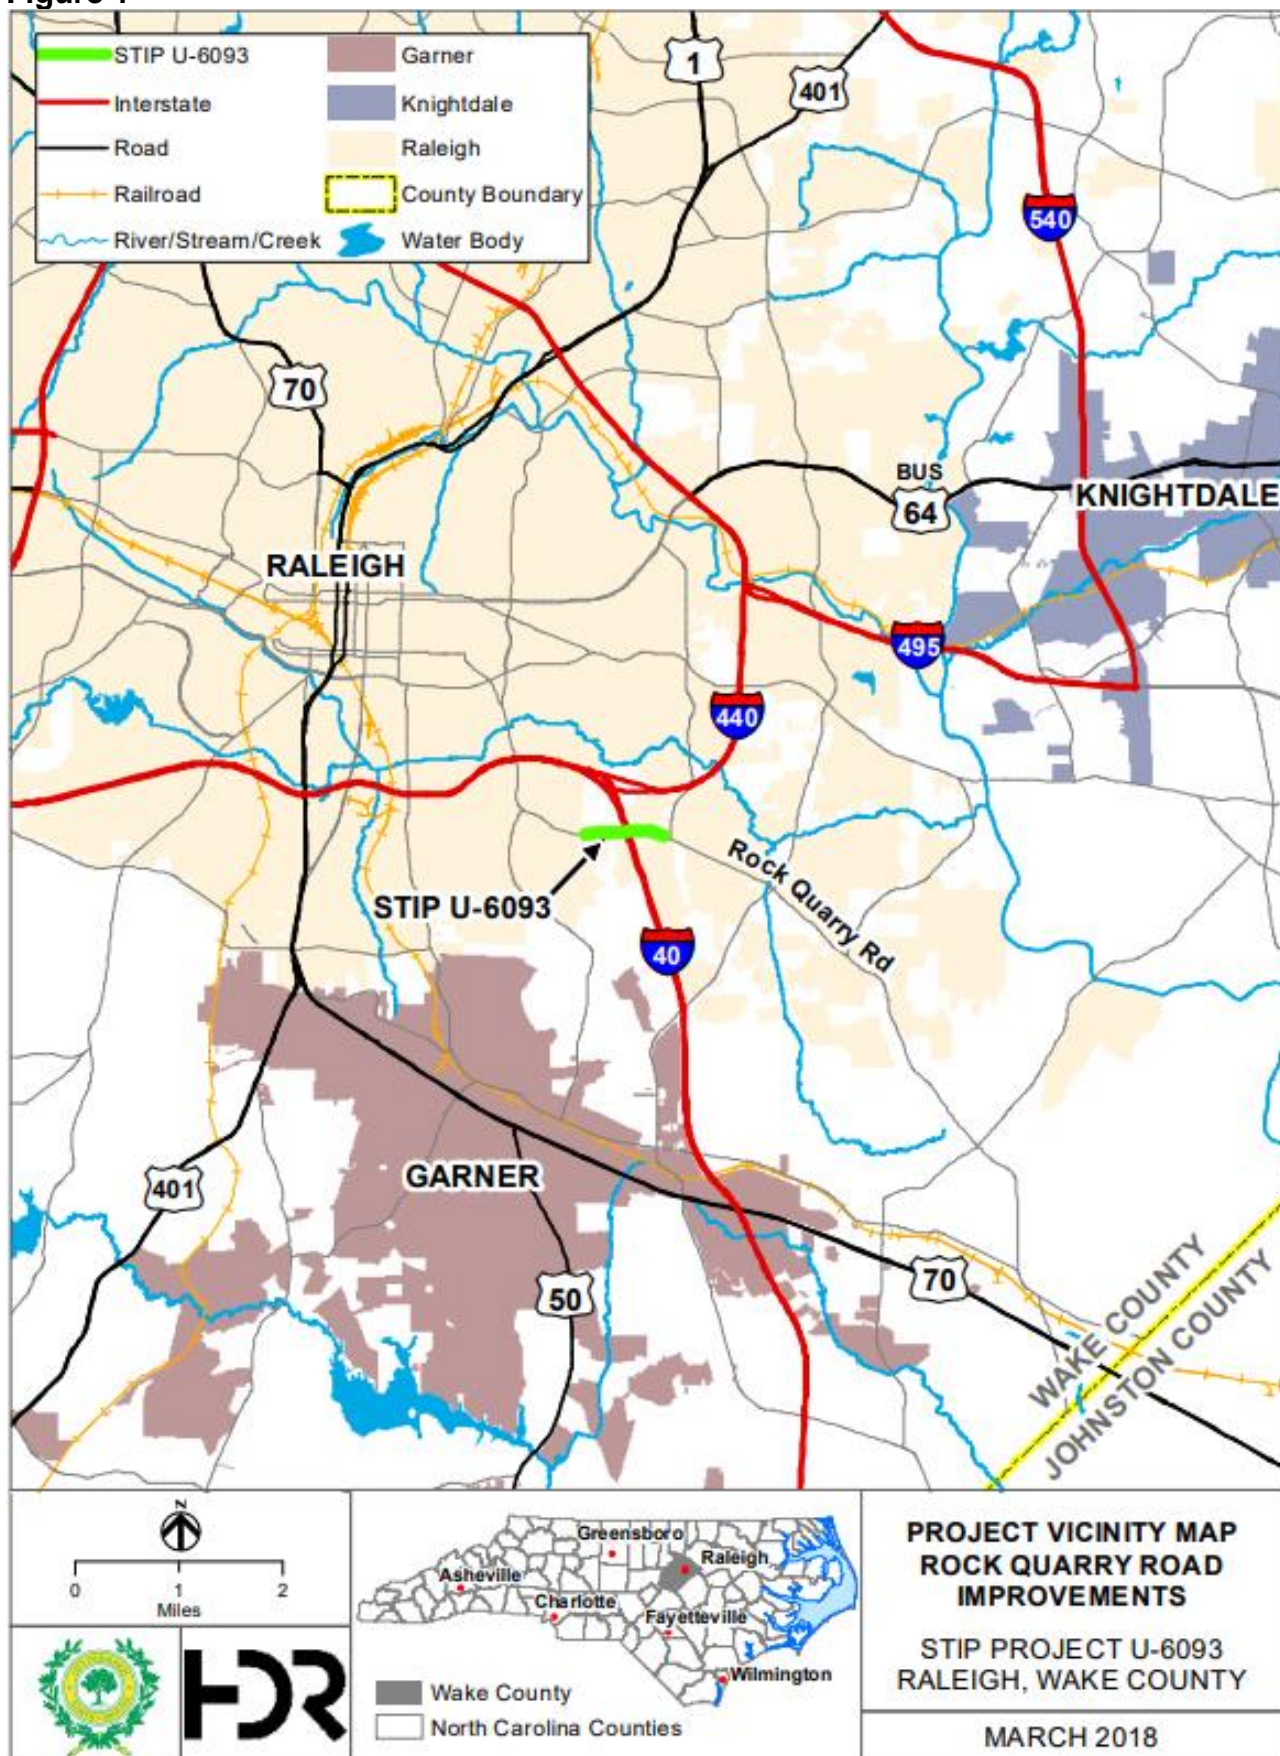 STIP U-6093
Garner
Interstate
Knightdale
Road
Raleigh
Railroad
County Boundary
River/Stream/Creek
Water Body
1
401
540
70
BUS
64
KNIGHTDALE
RALEIGH
495
440
Rock Quarry Rd
STIP U-6093
40
GARNER
401
50
70
WAKE COUNTY
JOHNSTON COUNTY
N
0 1 2
Miles
HDR
Greensboro
Raleigh
Asheville
Charlotte
Fayetteville
Wilmington
Wake County
North Carolina Counties
PROJECT VICINITY MAP
ROCK QUARRY ROAD
IMPROVEMENTS
STIP PROJECT U-6093
RALEIGH, WAKE COUNTY
MARCH 2018